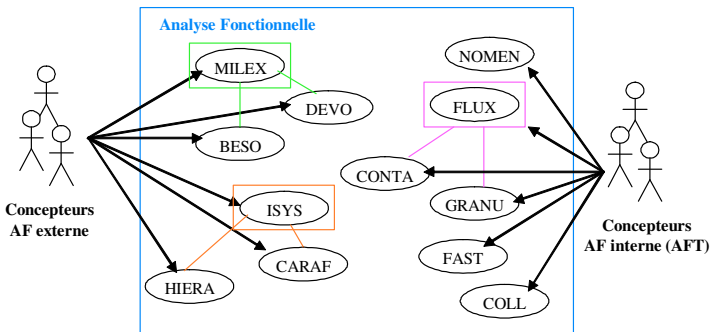 Analyse Fonctionnelle
MILEX
NOMEN
DEVO
FLUX
BESO
CONTA
ISYS
GRANU
Concepteurs
AF externe
Concepteurs
AF interne (AFT)
CARAF
FAST
HIERA
COLL